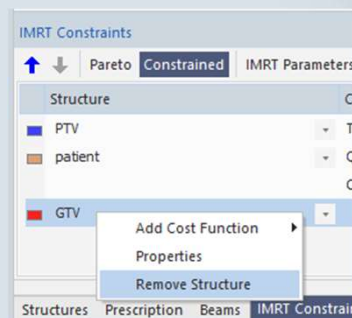 IMRT Constraints
Pareto Constrained IMRT Parameters
Structure
PTV
patient
GTV
Add Cost Function
Properties
Remove Structure
Structures Prescription Beams IMRT